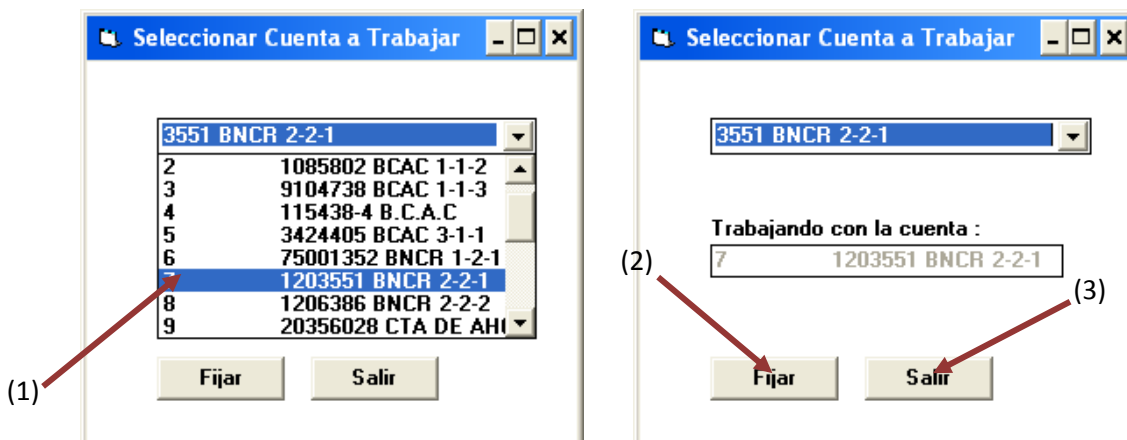 Seleccionar Cuenta a Trabajar
3551 BNCR 2-2-1
2 1085802 BCAC 1-1-2
3 9104738 BCAC 1-1-3
4 115438-4 B.C.A.C
5 3424405 BCAC 3-1-1
6 75001352 BNCR 1-2-1
7 1203551 BNCR 2-2-1
8 1206386 BNCR 2-2-2
9 20356028 CTA DE AH
Fijar Salir
(1)
Seleccionar Cuenta a Trabajar
3551 BNCR 2-2-1
Trabajando con la cuenta :
7 1203551 BNCR 2-2-1
(2)
(3)
Fijar Salir